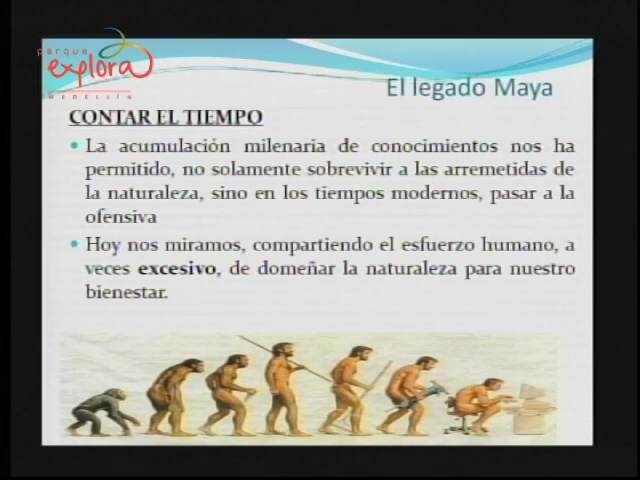 parque
explora
MEDELLÍN
El legado Maya
CONTAR EL TIEMPO
• La acumulación milenaria de conocimientos nos ha
permitido, no solamente sobrevivir a las arremetidas de
la naturaleza, sino en los tiempos modernos, pasar a la
ofensiva
• Hoy nos miramos, compartiendo el esfuerzo humano, a
veces excesivo, de domeñar la naturaleza para nuestro
bienestar.